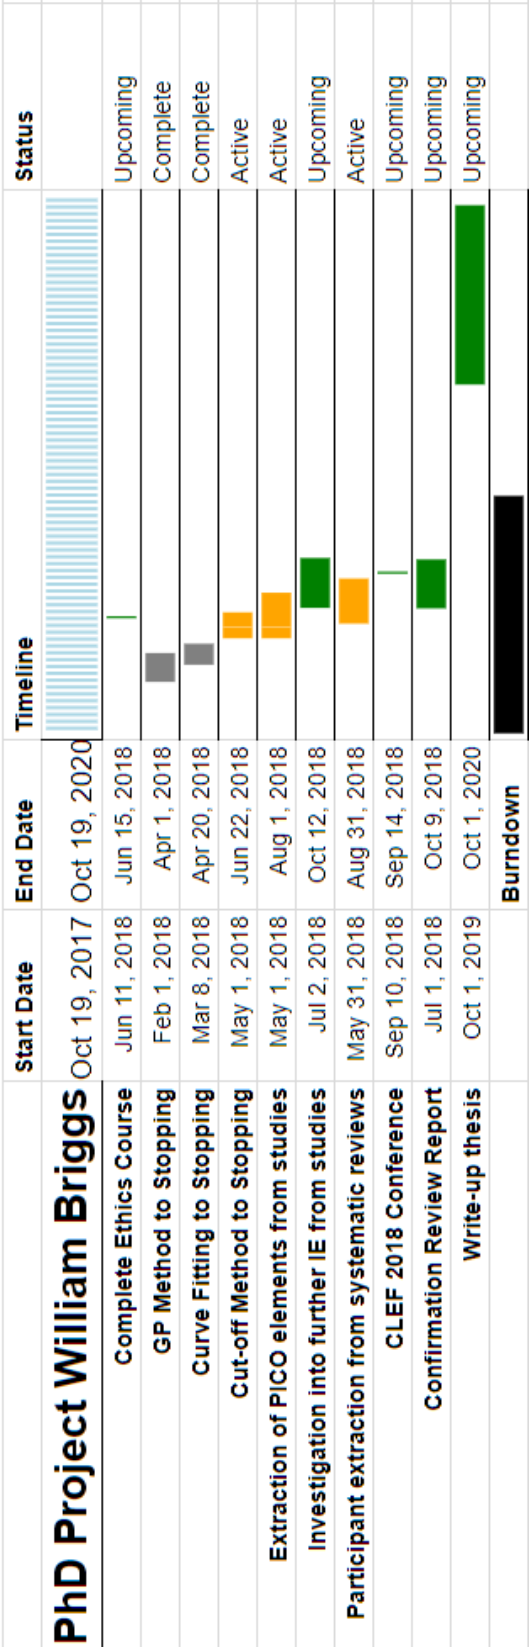 Start Date End Date Timeline Status
PhD Project William Briggs Oct 19, 2017 Oct 19, 2020
Complete Ethics Course Jun 11, 2018 Jun 15, 2018 Upcoming
GP Method to Stopping Feb 1, 2018 Apr 1, 2018 Complete
Curve Fitting to Stopping Mar 8, 2018 Apr 20, 2018 Complete
Cut-off Method to Stopping May 1, 2018 Jun 22, 2018 Active
Extraction of PICO elements from studies May 1, 2018 Aug 1, 2018 Active
Investigation into further IE from studies Jul 2, 2018 Oct 12, 2018 Upcoming
Participant extraction from systematic reviews May 31, 2018 Aug 31, 2018 Active
CLEF 2018 Conference Sep 10, 2018 Sep 14, 2018 Upcoming
Confirmation Review Report Jul 1, 2018 Oct 9, 2018 Upcoming
Write-up thesis Oct 1, 2019 Oct 1, 2020 Upcoming
Burndown